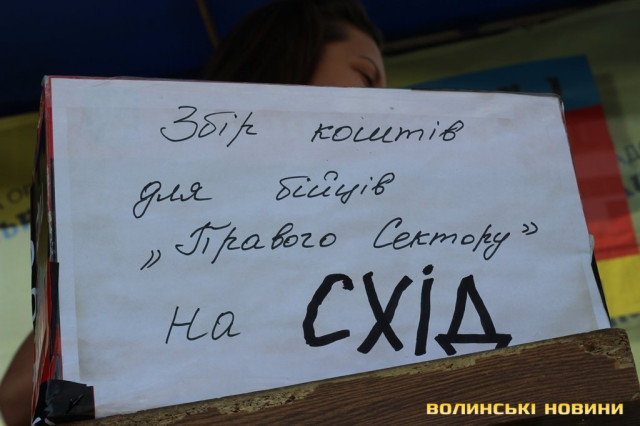 Збір коштів
для бійців
„Правого Сектору”
на СХІД
ВОЛИНСЬКІ НОВИНИ